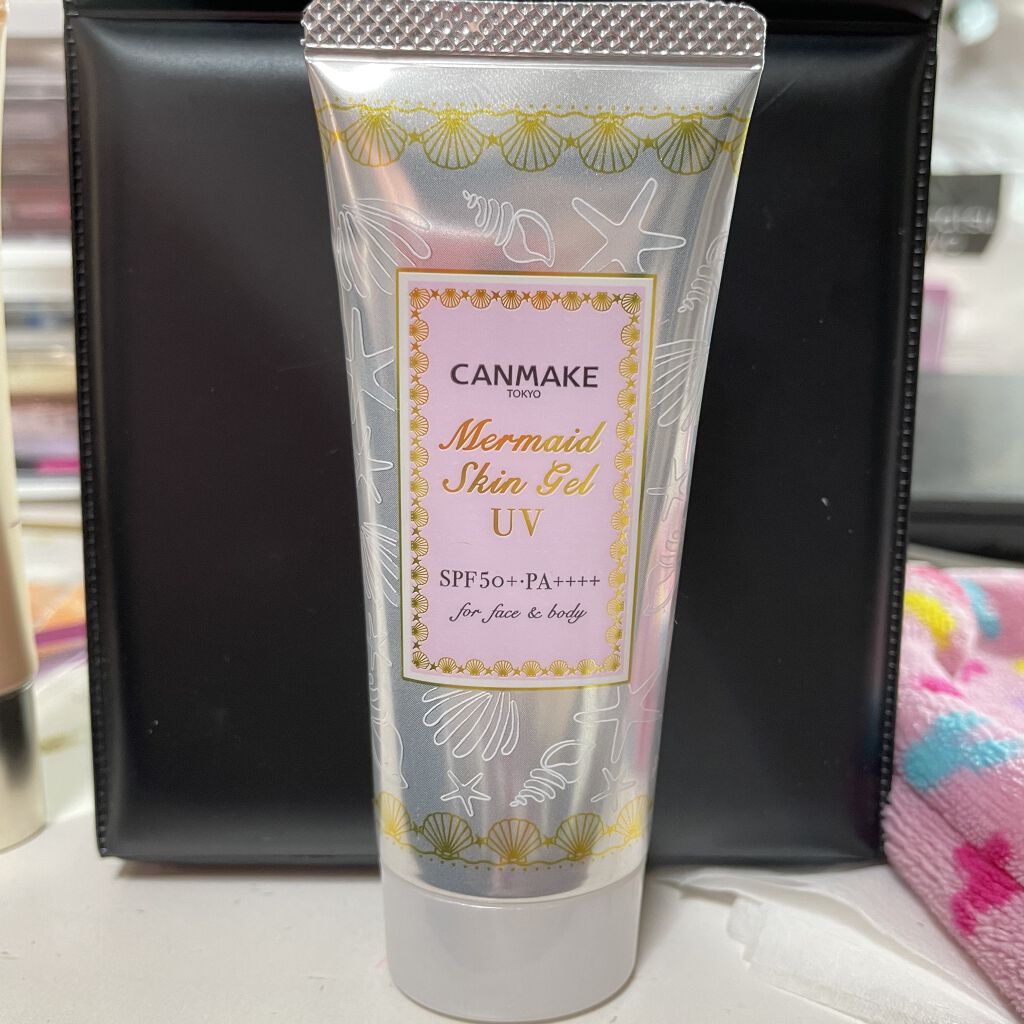 CANMAKE
TOKYO
Mermaid
Skin Gel
UV
SPF50+·PA++++
for face & body